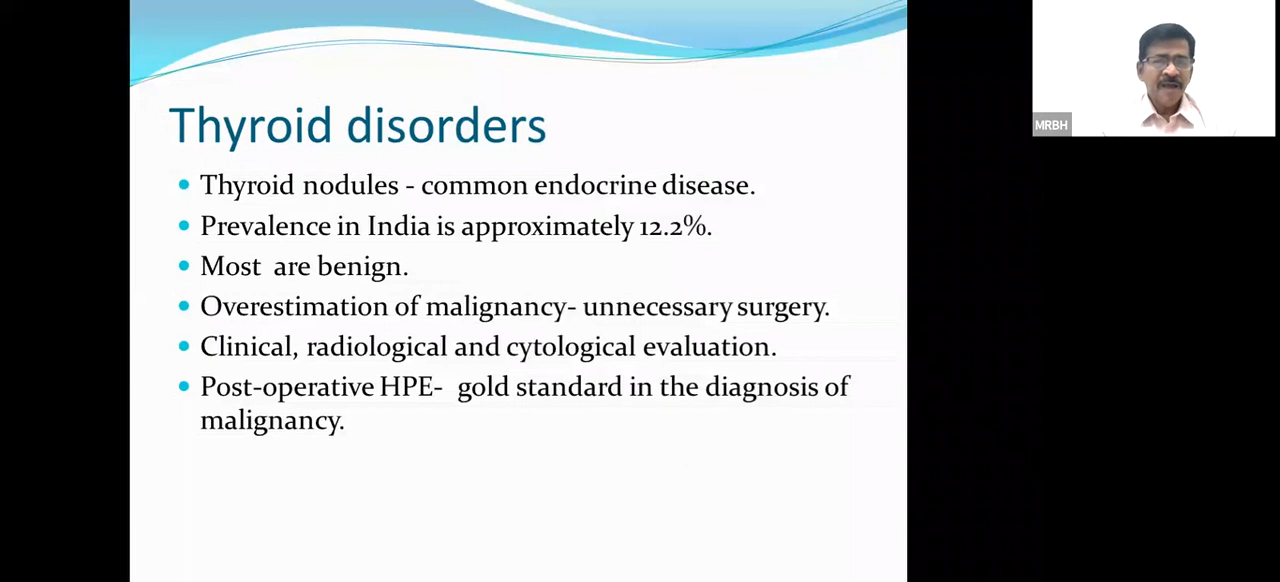 Thyroid disorders
• Thyroid nodules - common endocrine disease.
• Prevalence in India is approximately 12.2%.
• Most are benign.
• Overestimation of malignancy- unnecessary surgery.
• Clinical, radiological and cytological evaluation.
• Post-operative HPE- gold standard in the diagnosis of
malignancy.
MRBH